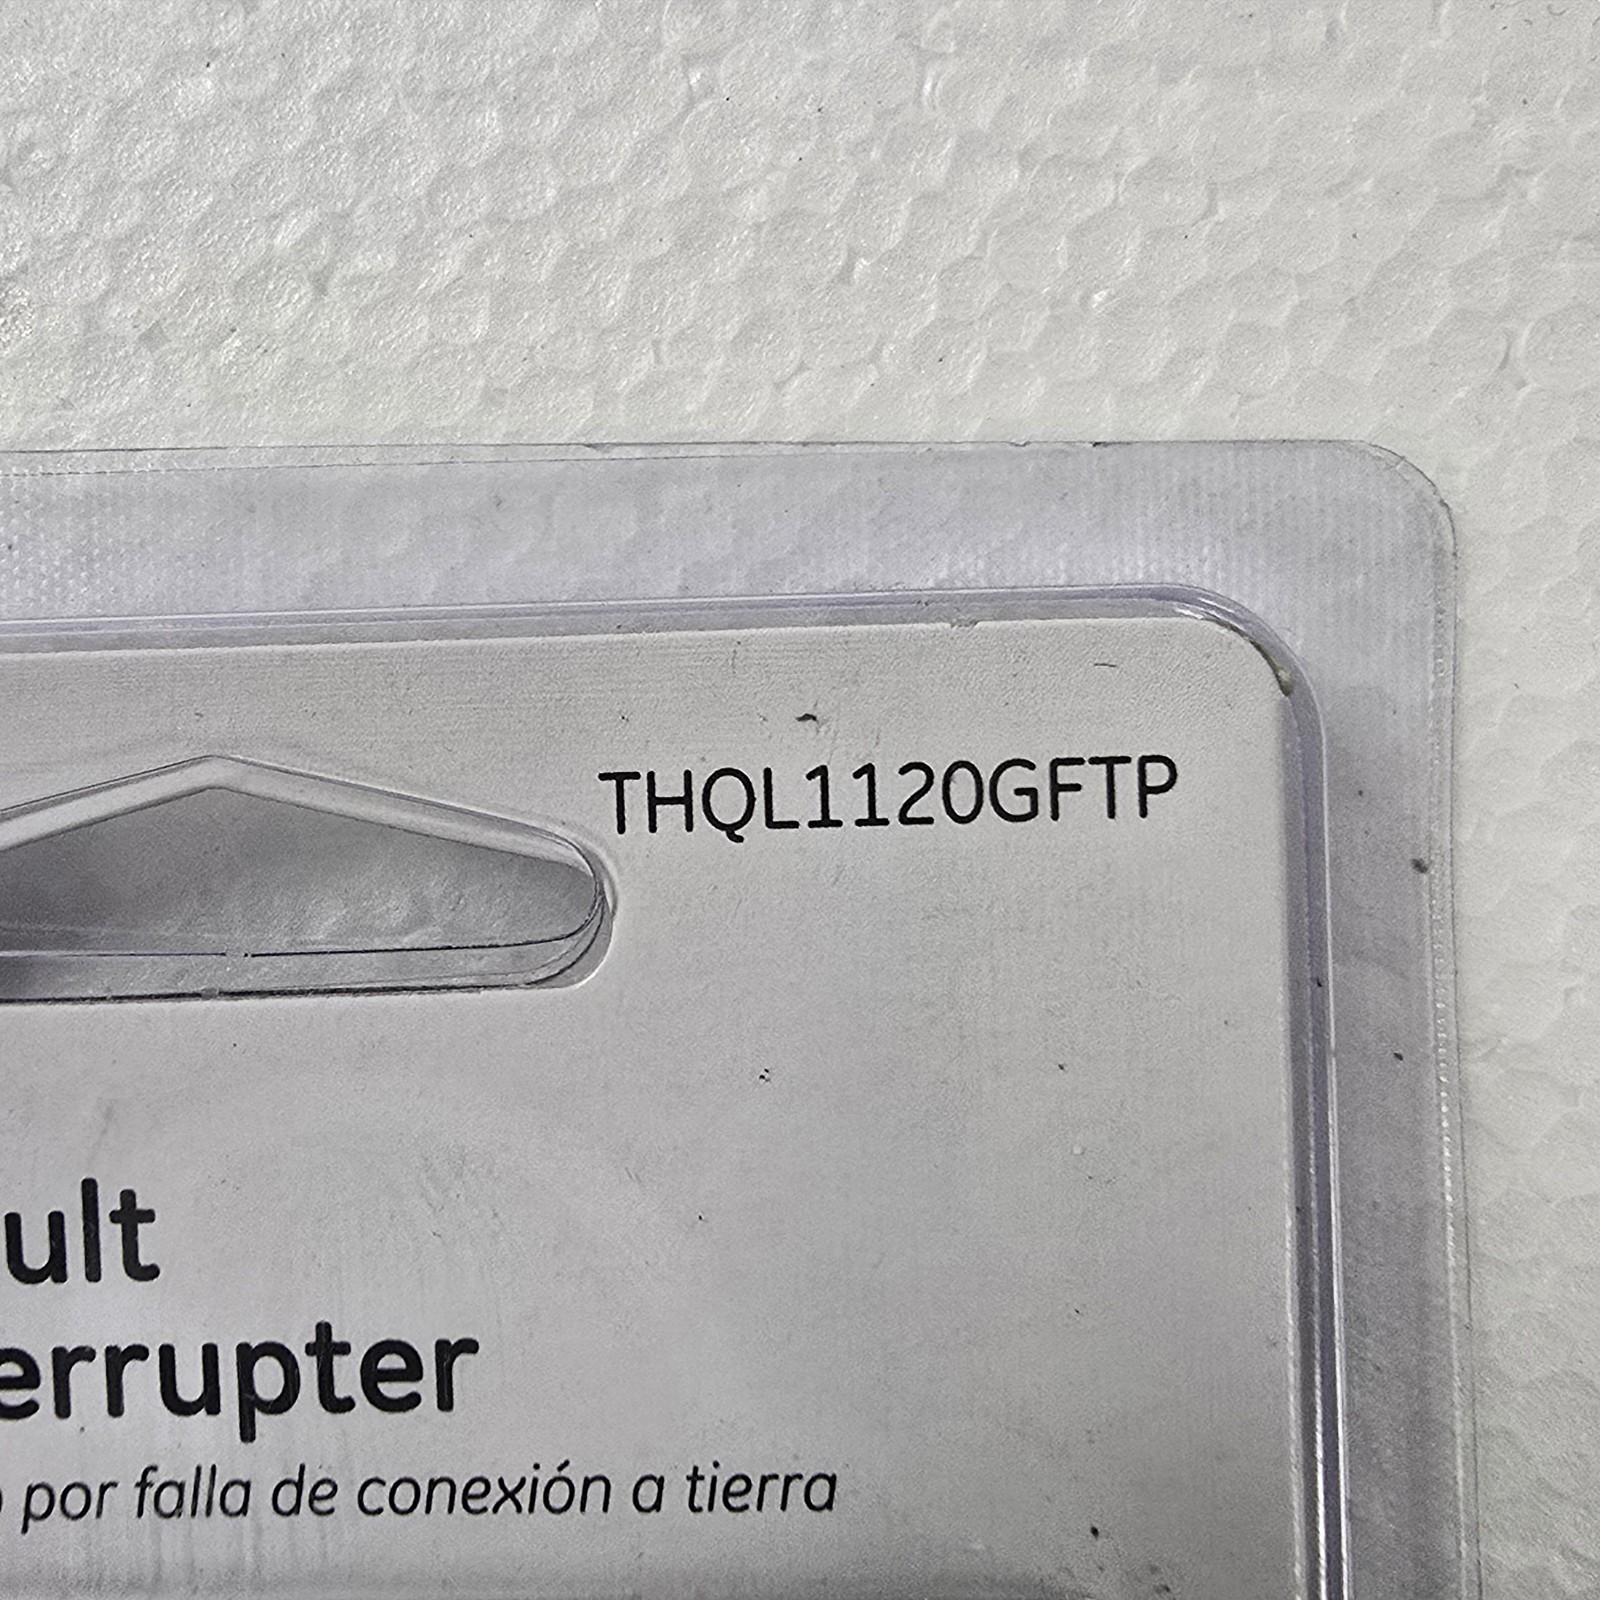 THQL1120GFTP
ult
errupter
por falla de conexión a tierra